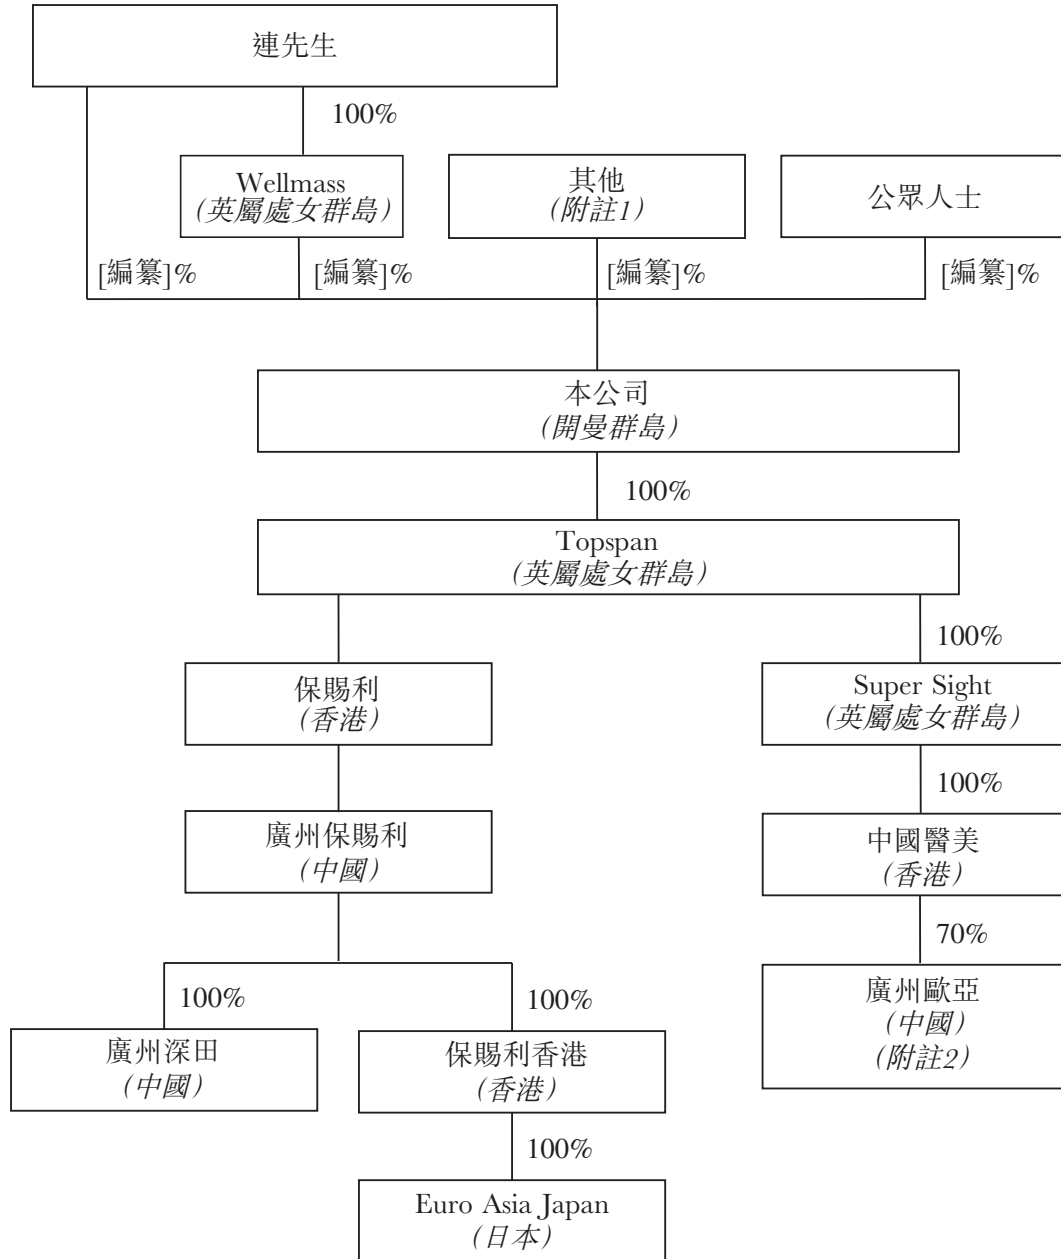 連先生
100%
Wellmass
(英屬處女群島)
其他
(附註1)
公眾人士
[編纂]%
[編纂]%
[編纂]%
[編纂]%
本公司
(開曼群島)
100%
Topspan
(英屬處女群島)
100%
保賜利
(香港)
Super Sight
(英屬處女群島)
100%
廣州保賜利
(中國)
中國醫美
(香港)
70%
100%
100%
廣州歐亞
(中國)
(附註2)
廣州深田
(中國)
保賜利香港
(香港)
100%
Euro Asia Japan
(日本)